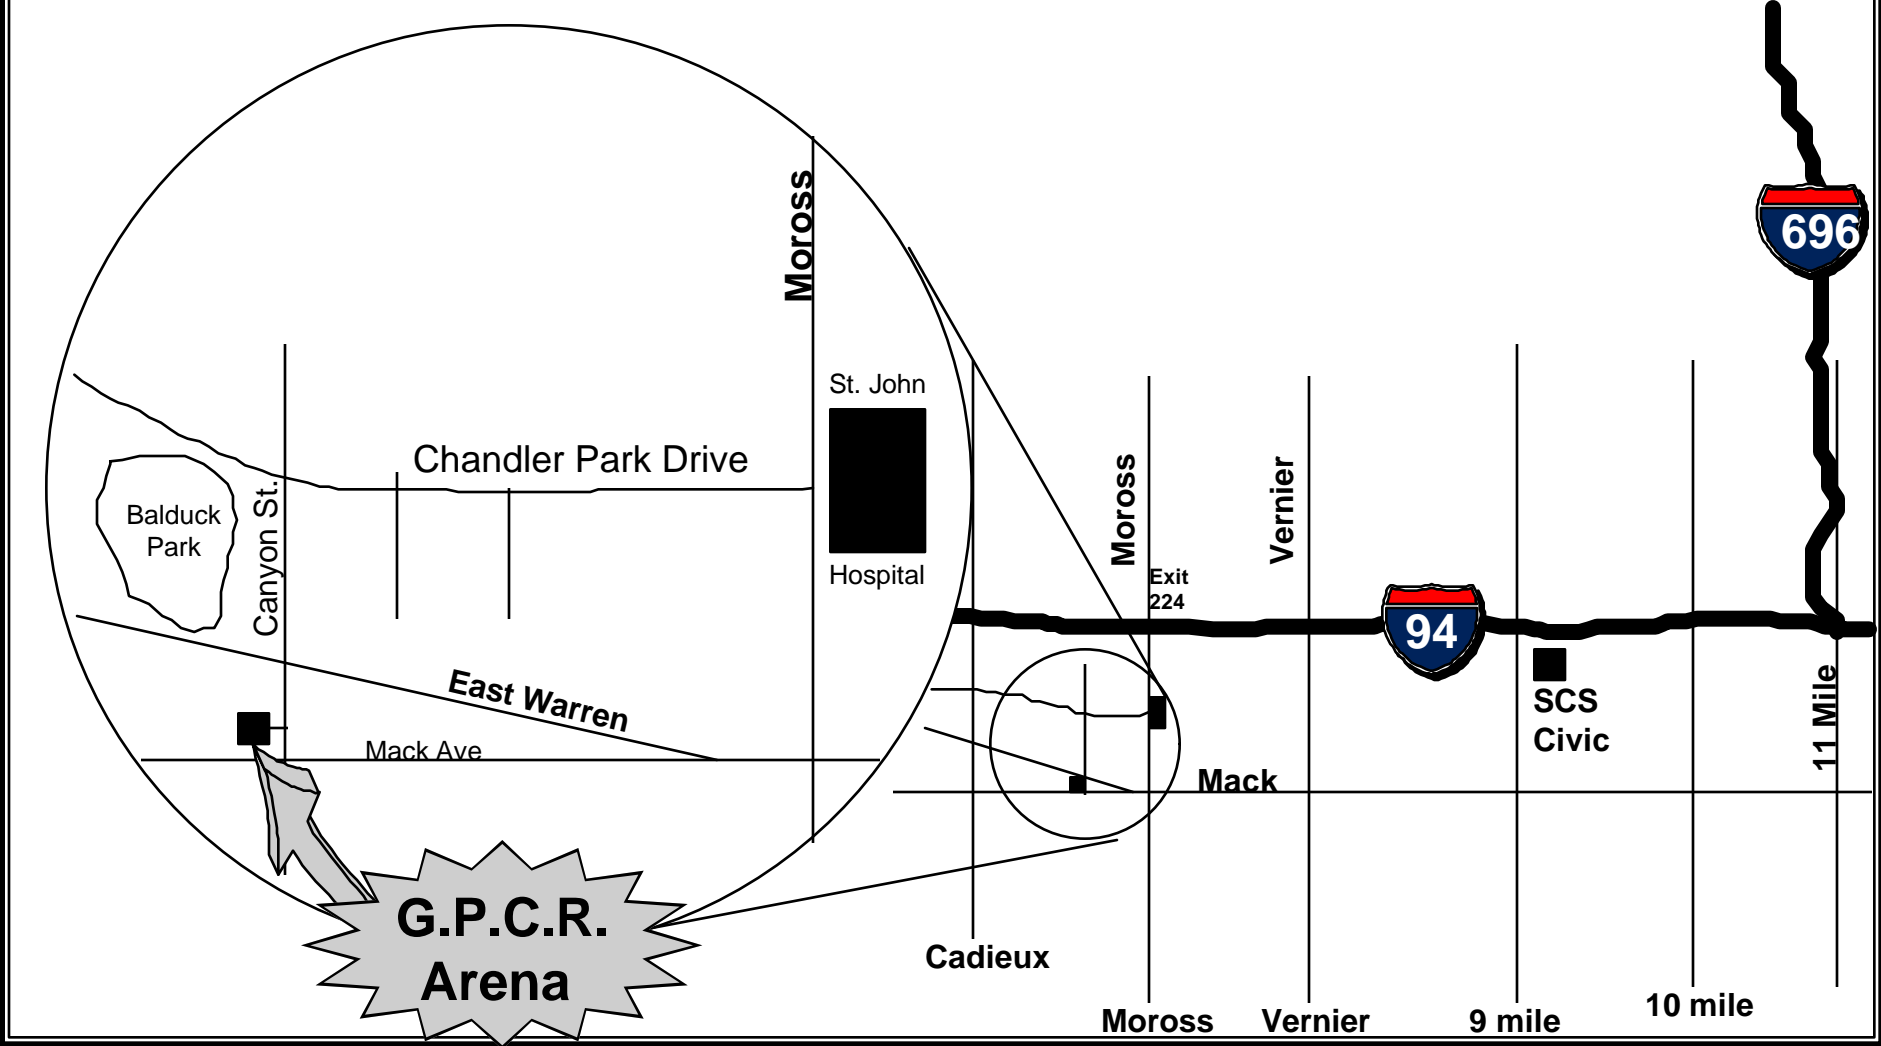 Moross
St. John
Hospital
Chandler Park Drive
Balduck
Park
Canyon St.
East Warren
Mack Ave
G.P.C.R.
Arena
696
94
Moross
Vernier
Exit
224
SCS
Civic
11 Mile
Mack
Cadieux
Moross
Vernier
9 mile
10 mile